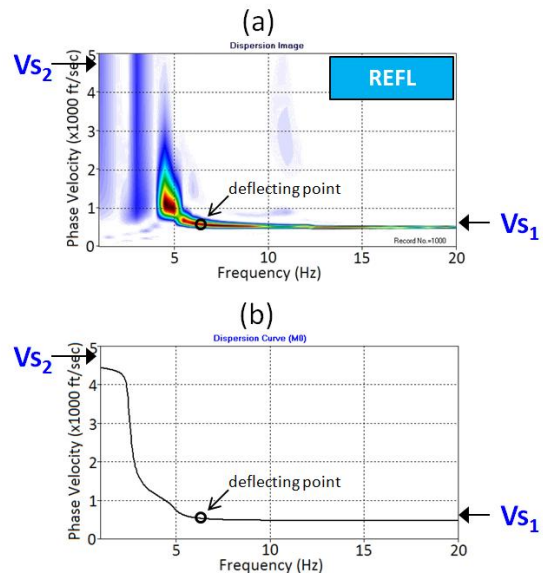 (a)
Dispersion Image
Vs2
Phase Velocity (x1000 ft/sec)
5
4
3
2
1
0
REFL
deflecting point
Vs1
Record No.=1000
5
10
15
20
Frequency (Hz)
(b)
Dispersion Curve (M0)
Vs2
Phase Velocity (x1000 ft/sec)
5
4
3
2
1
0
deflecting point
Vs1
5
10
15
20
Frequency (Hz)